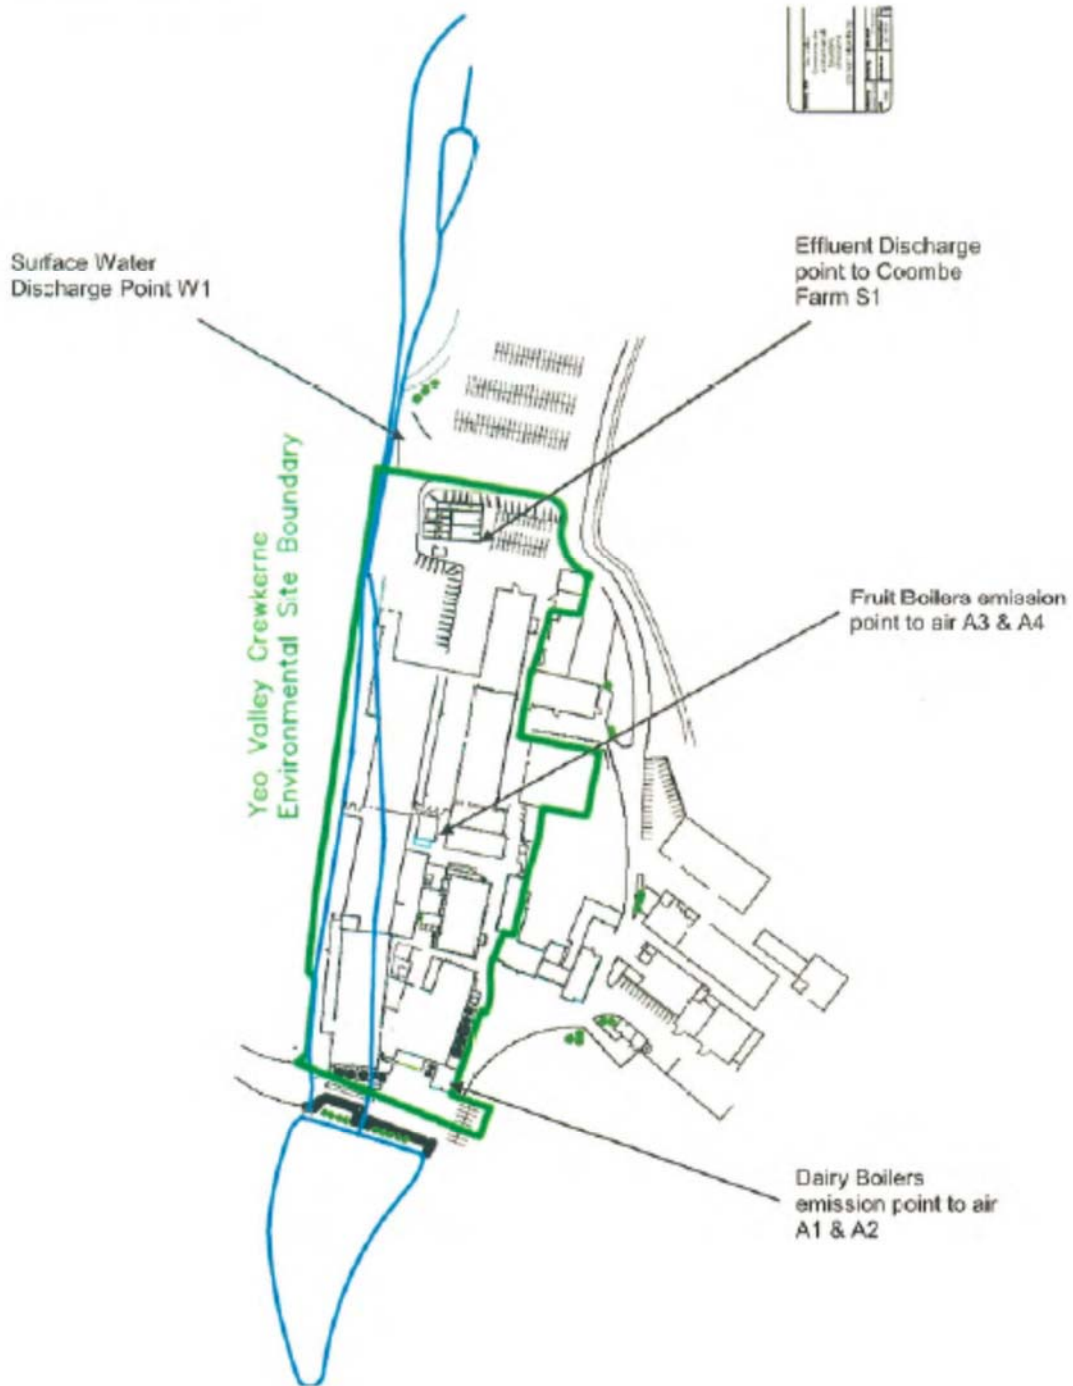 Surface Water
Discharge Point W1
Effluent Discharge
point to Coombe
Farm S1
Yeo Valley Crewkerne
Environmental Site Boundary
Fruit Boilers emission
point to air A3 & A4
Dairy Boilers
emission point to air
A1 & A2